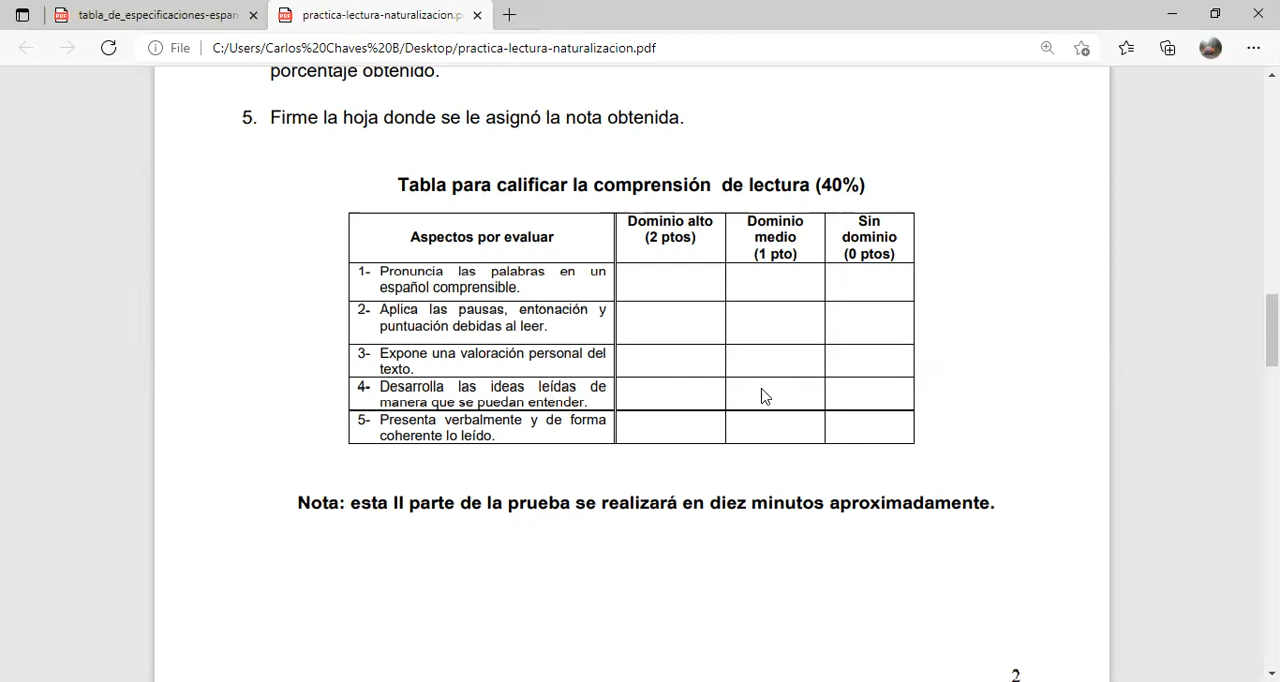 tabla_de_especificaciones-espan
practica-lectura-naturalizacion.p
File
C:/Users/Carlos%20Chaves%20B/Desktop/practica-lectura-naturalizacion.pdf
porcentaje obtenido.
5. Firme la hoja donde se le asignó la nota obtenida.
Tabla para calificar la comprensión de lectura (40%)
Aspectos por evaluar
Dominio alto
(2 ptos)
Dominio
medio
(1 pto)
Sin
dominio
(0 ptos)
1- Pronuncia las palabras en un
español comprensible.
2- Aplica las pausas, entonación y
puntuación debidas al leer.
3- Expone una valoración personal del
texto.
4- Desarrolla las ideas leídas de
manera que se puedan entender.
5- Presenta verbalmente y de forma
coherente lo leído.
Nota: esta II parte de la prueba se realizará en diez minutos aproximadamente.
2